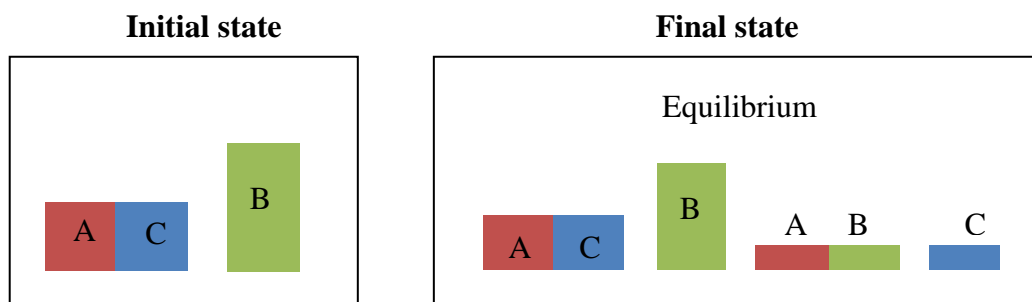 Initial state
A C
B
Final state
Equilibrium
A C
B
A B
C